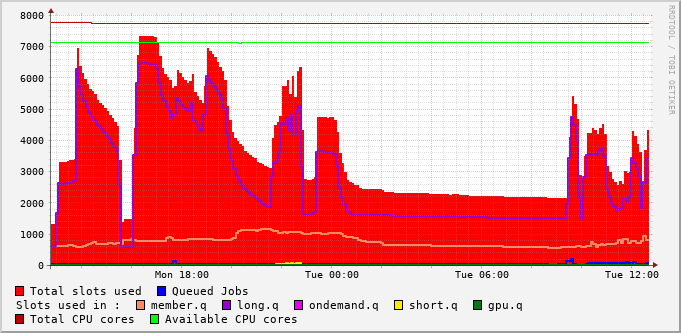 8000
7000
6000
5000
4000
3000
2000
1000
0
Mon 18:00 Tue 00:00 Tue 06:00 Tue 12:00
RRDTOOL / TOBI OETIKER
Total slots used Queued Jobs
Slots used in : member.q long.q ondemand.q short.q gpu.q
Total CPU cores Available CPU cores